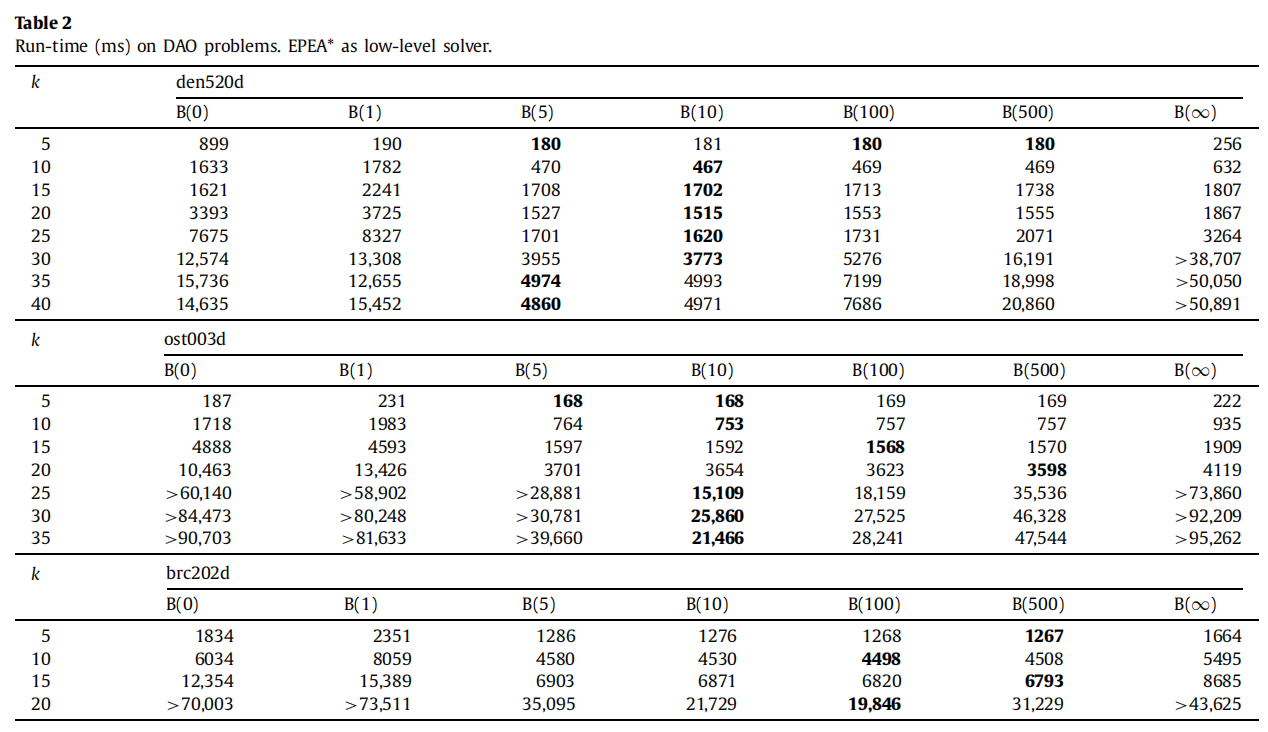 Table 2
Run-time (ms) on DAO problems. EPEA* as low-level solver.
k den520d
B(0) B(1) B(5) B(10) B(100) B(500) B(∞)
5 899 190 180 181 180 180 256
10 1633 1782 470 467 469 469 632
15 1621 2241 1708 1702 1713 1738 1807
20 3393 3725 1527 1515 1553 1555 1867
25 7675 8327 1701 1620 1731 2071 3264
30 12,574 13,308 3955 3773 5276 16,191 >38,707
35 15,736 12,655 4974 4993 7199 18,998 >50,050
40 14,635 15,452 4860 4971 7686 20,860 >50,891
k ost003d
B(0) B(1) B(5) B(10) B(100) B(500) B(∞)
5 187 231 168 168 169 169 222
10 1718 1983 764 753 757 757 935
15 4888 4593 1597 1592 1568 1570 1909
20 10,463 13,426 3701 3654 3623 3598 4119
25 >60,140 >58,902 >28,881 15,109 18,159 35,536 >73,860
30 >84,473 >80,248 >30,781 25,860 27,525 46,328 >92,209
35 >90,703 >81,633 >39,660 21,466 28,241 47,544 >95,262
k brc202d
B(0) B(1) B(5) B(10) B(100) B(500) B(∞)
5 1834 2351 1286 1276 1268 1267 1664
10 6034 8059 4580 4530 4498 4508 5495
15 12,354 15,389 6903 6871 6820 6793 8685
20 >70,003 >73,511 35,095 21,729 19,846 31,229 >43,625